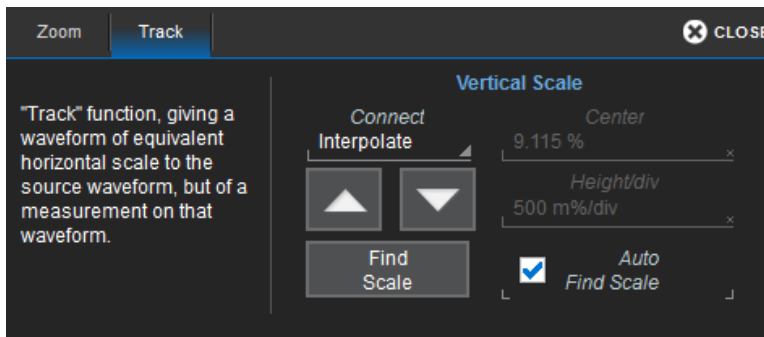 Zoom
Track
CLOSE
"Track" function, giving a
waveform of equivalent
horizontal scale to the
source waveform, but of a
measurement on that
waveform.
Vertical Scale
Connect
Interpolate
Center
9.115 %
Height/div
500 m%/div
Find
Scale
Auto
Find Scale